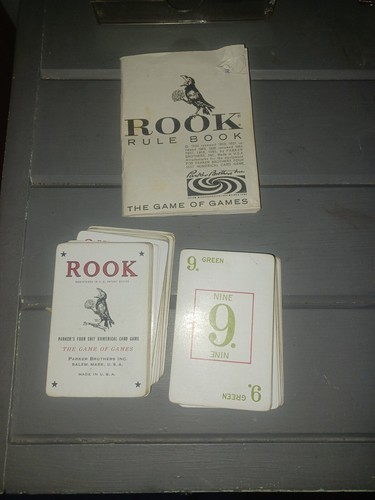 ROOK
RULE BOOK
Parker Brothers Inc.
THE GAME OF GAMES
ROOK
PARKER'S FOUR SUIT NUMERICAL CARD GAME
THE GAME OF GAMES
PARKER BROTHERS INC.
SALEM, MASS., U.S.A.
MADE IN U.S.A.
9. GREEN
NINE
9.
NINE
9. GREEN